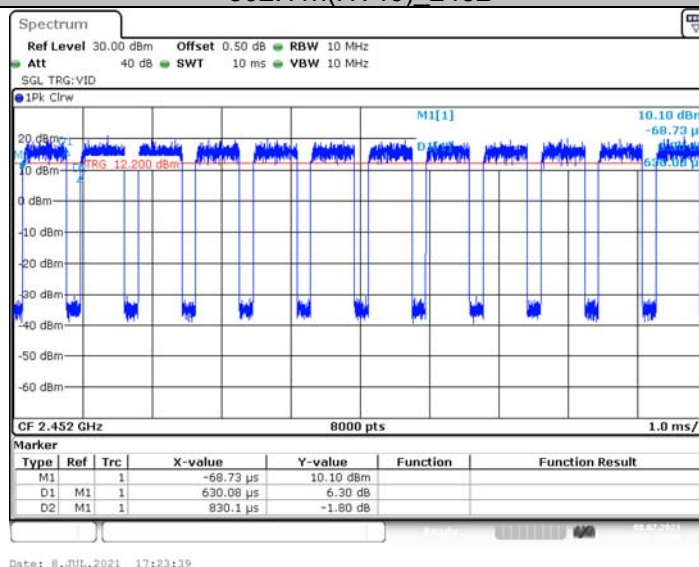 Spectrum
Ref Level 30.00 dBm Offset 0.50 dB RBW 10 MHz
Att 40 dB SWT 10 ms VBW 10 MHz
SGL TRG:VID
1Pk Clrw
M1[1] 10.10 dBm
-68.73 µs
20 dBm
TRG 12.200 dBm
10 dBm
0 dBm
-10 dBm
-20 dBm
-30 dBm
-40 dBm
-50 dBm
-60 dBm
CF 2.452 GHz 8000 pts 1.0 ms/
Marker
Type Ref Trc X-value Y-value Function Function Result
M1 1 -68.73 µs 10.10 dBm
D1 M1 1 630.08 µs 6.30 dB
D2 M1 1 830.1 µs -1.80 dB
Date: 8.JUL.2021 17:23:39